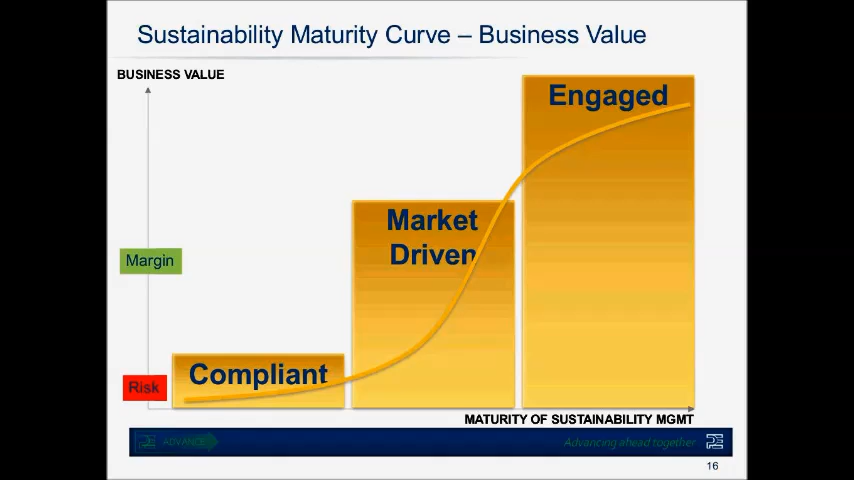 Sustainability Maturity Curve – Business Value
BUSINESS VALUE
Engaged
Market
Driven
Margin
Compliant
Risk
MATURITY OF SUSTAINABILITY MGMT
ADVANCE
Advancing ahead together
PE
16